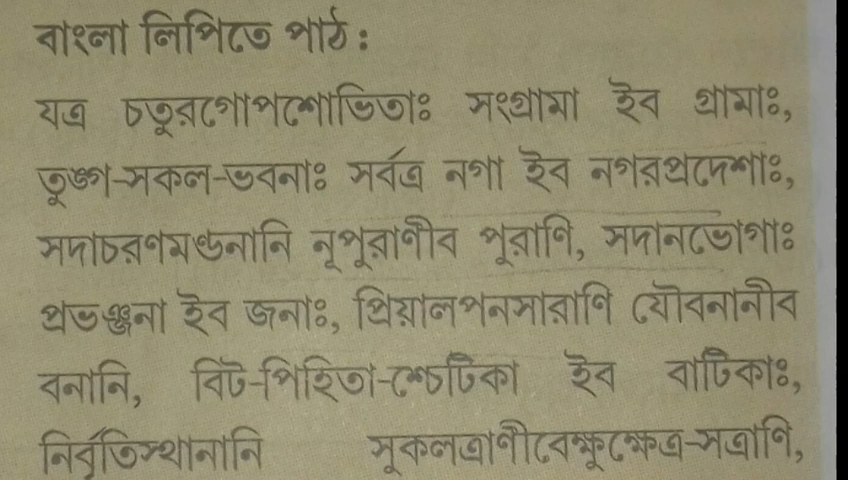 বাংলা লিপিতে পাঠ :
যত্র চতুরগোপশোভিতাঃ সংগ্রামা ইব গ্রামাঃ,
তুঙ্গ-সকল-ভবনাঃ সর্বত্র নগা ইব নগরপ্রদেশাঃ,
সদাচরণমণ্ডনানি নূপুরাণীব পুরাণি, সদানভোগাঃ
প্রভঞ্জনা ইব জনাঃ, প্রিয়ালপনসারাণি যৌবনানীব
বনানি, বিট-পিহিতা-শ্চেটিকা ইব বাটিকাঃ,
নির্বৃতিস্থানানি সুকলত্রাণীবেক্ষুক্ষেত্র-সত্রাণি,